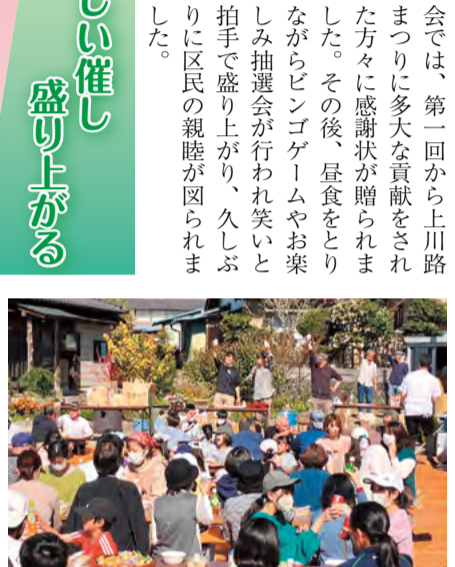 会では、第一回から上川路
まつりに多大な貢献をされ
た方々に感謝状が贈られま
した。その後、昼食をとり
ながらビンゴゲームやお楽
しみ抽選会が行われ笑いと
拍手で盛り上がり、久しぶ
りに区民の親睦が図られま
した。
しい催し
盛り上がる